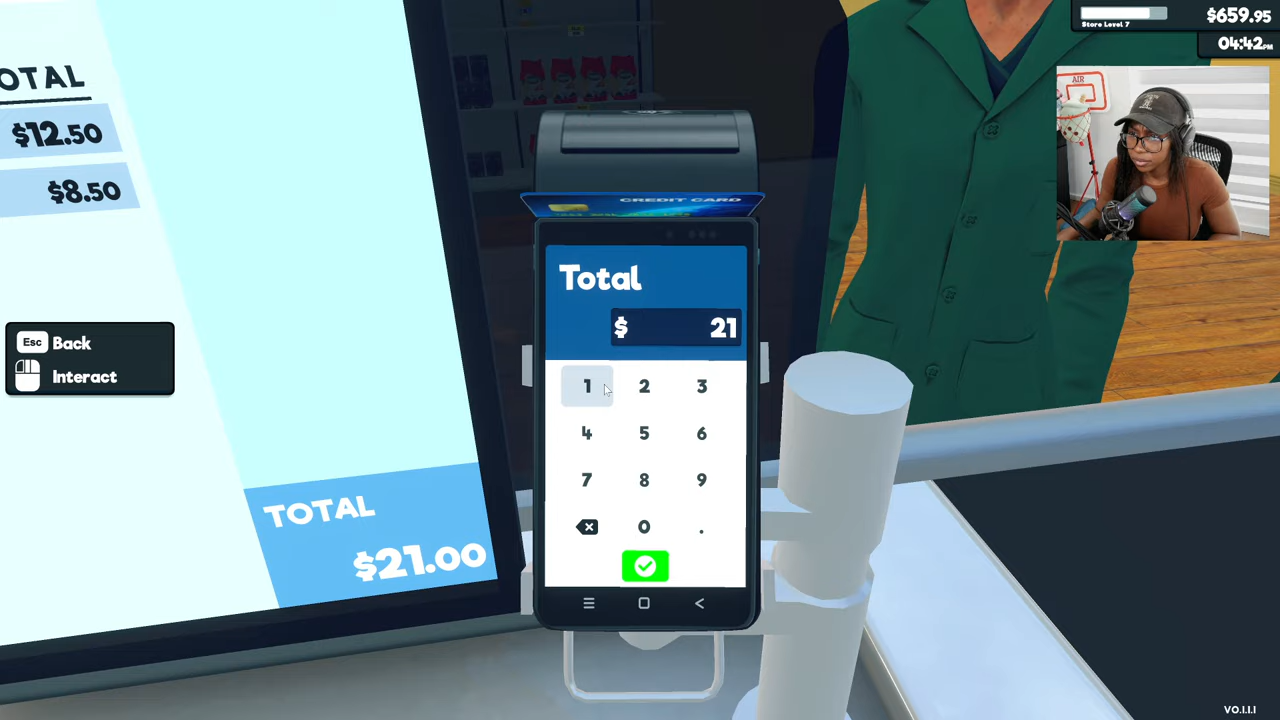 Store Level 7
$659.95
04:42PM
AIR
OTAL
$12.50
$8.50
CREDIT CARD
Total
$ 21
Esc Back
Interact
1 2 3
4 5 6
7 8 9
0 .
TOTAL
$21.00
V0.1.1.1